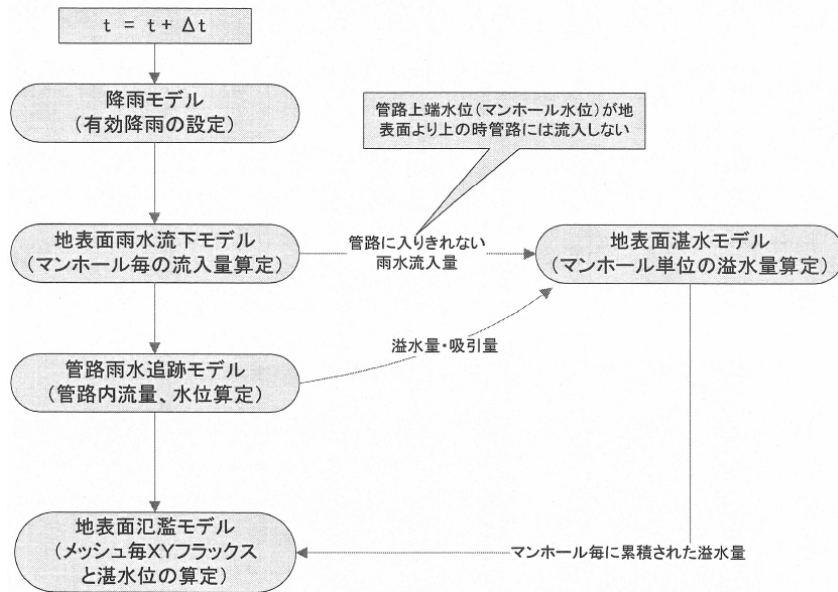 t = t + Δt
降雨モデル
(有効降雨の設定)
管路上端水位(マンホール水位)が地
表面より上の時管路には流入しない
地表面雨水流下モデル
(マンホール毎の流入量算定)
管路に入りきれない
雨水流入量
地表面湛水モデル
(マンホール単位の溢水量算定)
溢水量・吸引量
管路雨水追跡モデル
(管路内流量、水位算定)
地表面氾濫モデル
(メッシュ毎XYフラックス
と湛水位の算定)
マンホール毎に累積された溢水量